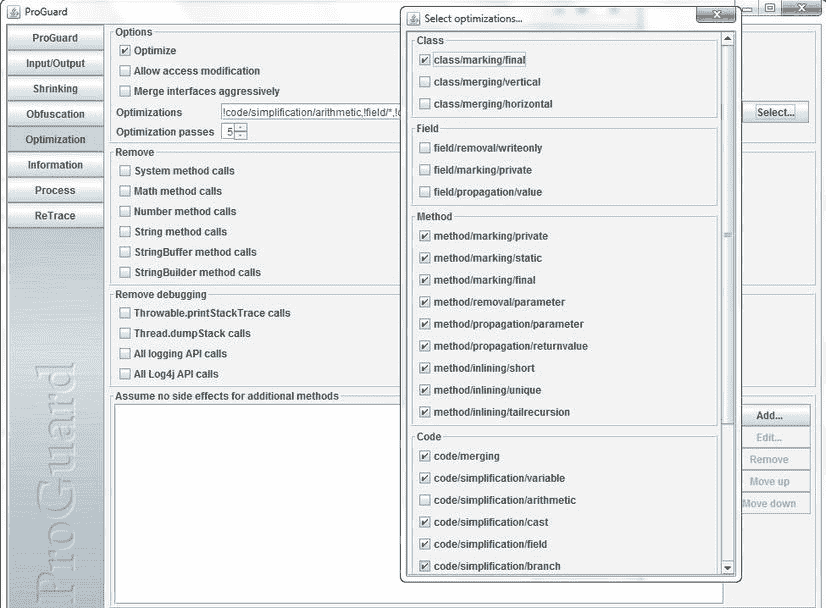 ProGuard
ProGuard
Input/Output
Shrinking
Obfuscation
Optimization
Information
Process
ReTrace
ProGuard
Options
Optimize
Allow access modification
Merge interfaces aggressively
Optimizations !code/simplification/arithmetic,!field/*,!
Optimization passes 5
Select...
Remove
System method calls
Math method calls
Number method calls
String method calls
StringBuffer method calls
StringBuilder method calls
Remove debugging
Throwable.printStackTrace calls
Thread.dumpStack calls
All logging API calls
All Log4j API calls
Assume no side effects for additional methods
Add...
Edit...
Remove
Move up
Move down
Select optimizations...
Class
class/marking/final
class/merging/vertical
class/merging/horizontal
Field
field/removal/writeonly
field/marking/private
field/propagation/value
Method
method/marking/private
method/marking/static
method/marking/final
method/removal/parameter
method/propagation/parameter
method/propagation/returnvalue
method/inlining/short
method/inlining/unique
method/inlining/tailrecursion
Code
code/merging
code/simplification/variable
code/simplification/arithmetic
code/simplification/cast
code/simplification/field
code/simplification/branch